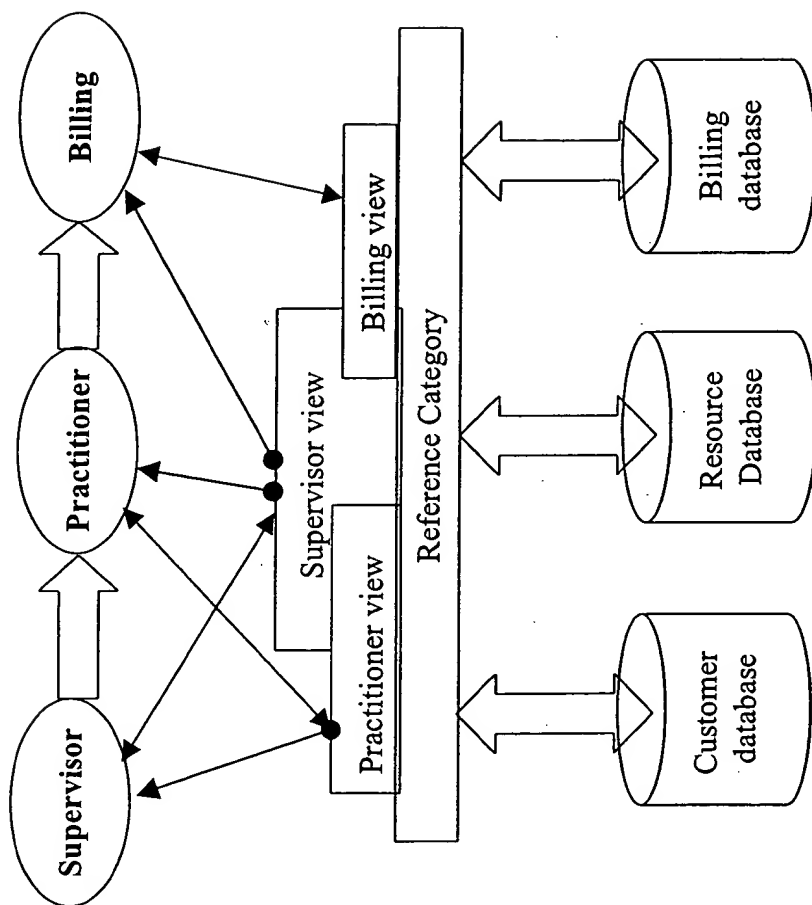 Supervisor
Practitioner
Billing
Supervisor view
Practitioner view
Billing view
Reference Category
Customer
database
Resource
Database
Billing
database